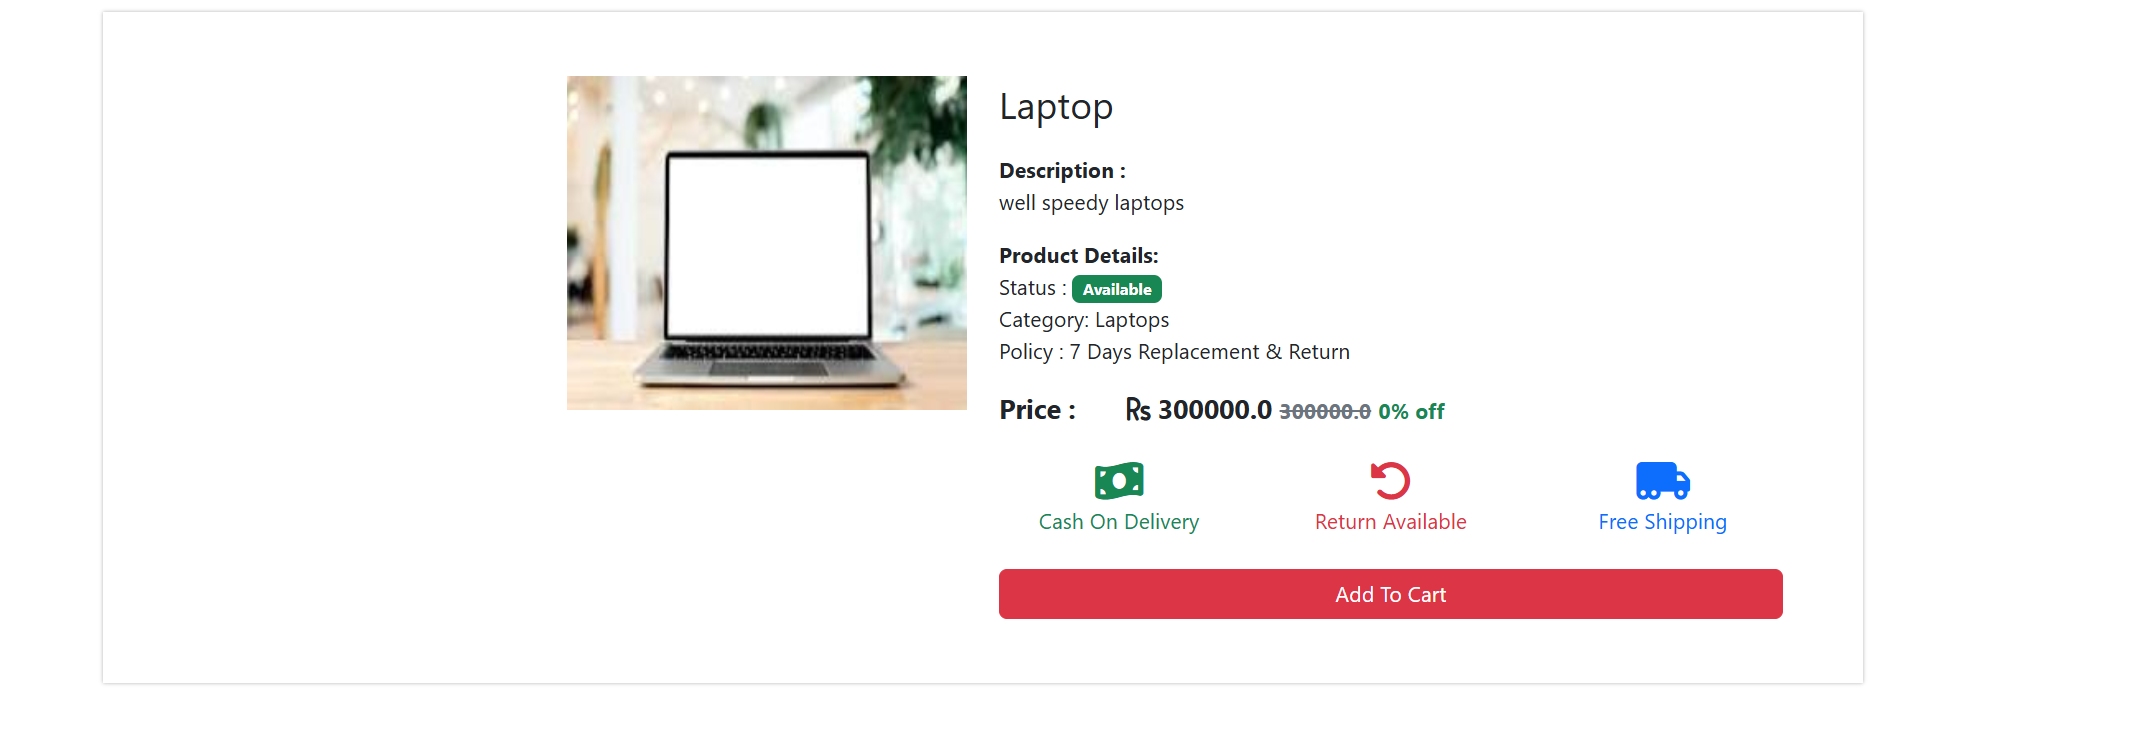 Laptop
Description :
well speedy laptops
Product Details:
Status : Available
Category: Laptops
Policy : 7 Days Replacement & Return
Price : Rs 300000.0 300000.0 0% off
Cash On Delivery Return Available Free Shipping
Add To Cart